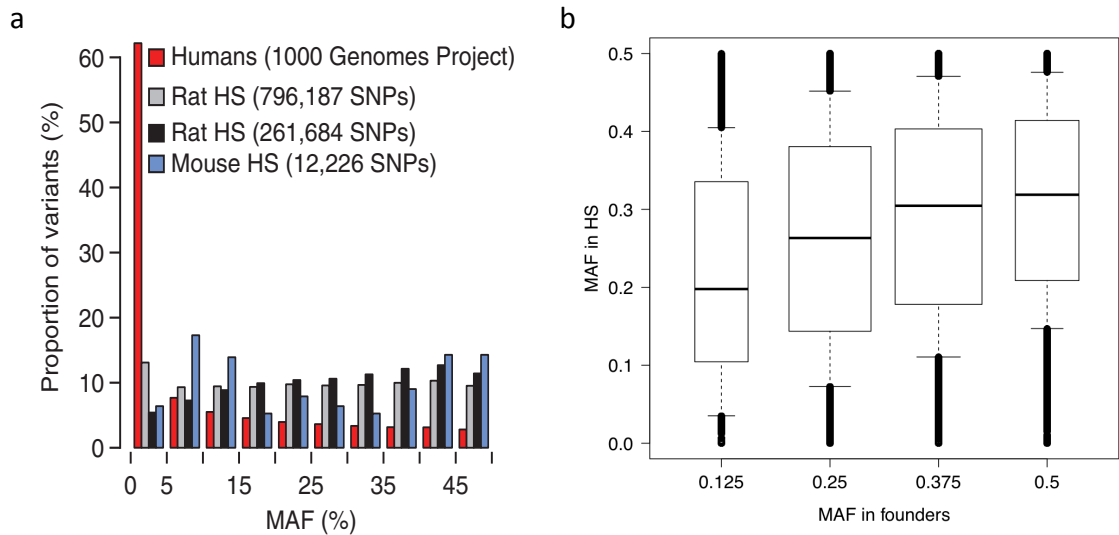 a
60
50
40
30
20
10
0
Proportion of variants (%)
Humans (1000 Genomes Project)
Rat HS (796,187 SNPs)
Rat HS (261,684 SNPs)
Mouse HS (12,226 SNPs)
0 5 15 25 35 45
MAF (%)
b
0.5
0.4
0.3
0.2
0.1
0.0
MAF in HS
0.125 0.25 0.375 0.5
MAF in founders